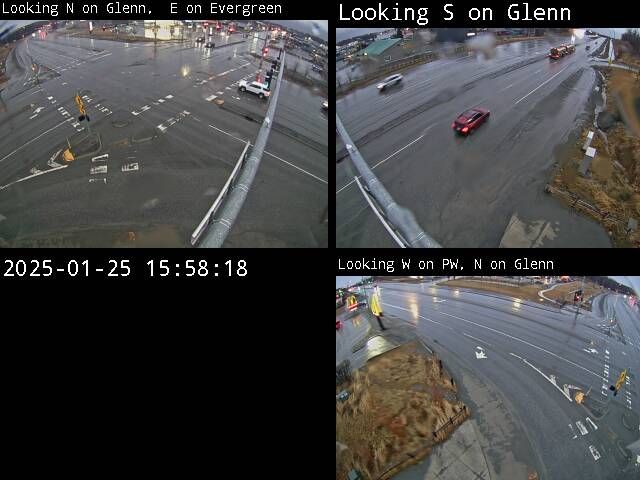 Looking N on Glenn,  E on Evergreen
Looking S on Glenn
2025-01-25 15:58:18
Looking W on PW, N on Glenn